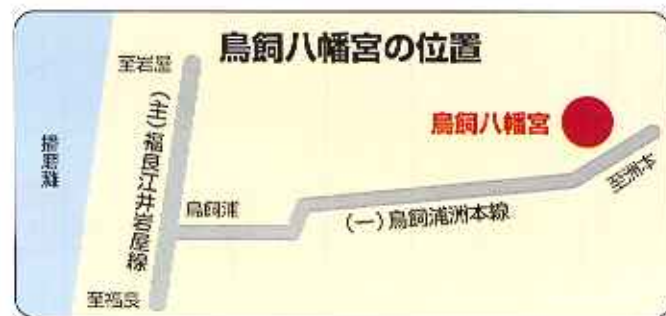 鳥飼八幡宮の位置
至岩屋
播磨灘
(主)福良江井岩屋線
鳥飼八幡宮
至洲本
鳥飼浦
(一)鳥飼浦洲本線
至福良